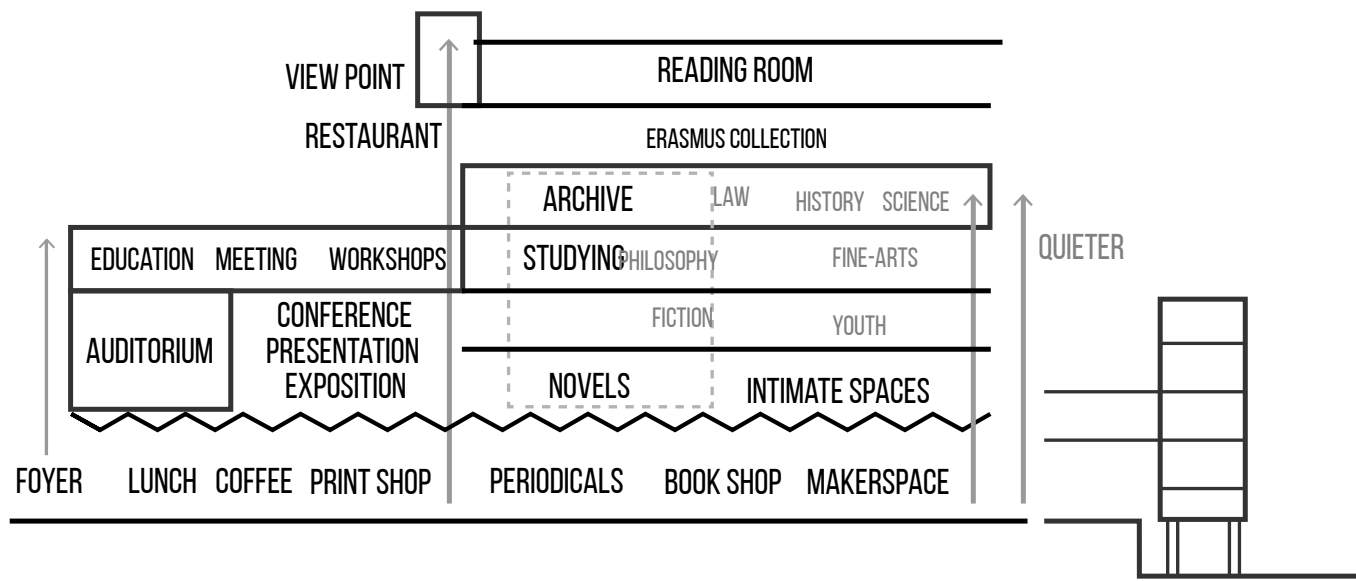 VIEW POINT
READING ROOM
RESTAURANT
ERASMUS COLLECTION
ARCHIVE
LAW
HISTORY
SCIENCE
EDUCATION
MEETING
WORKSHOPS
STUDYING
PHILOSOPHY
FINE-ARTS
QUIETER
AUDITORIUM
CONFERENCE
PRESENTATION
EXPOSITION
FICTION
YOUTH
NOVELS
INTIMATE SPACES
FOYER
LUNCH
COFFEE
PRINT SHOP
PERIODICALS
BOOK SHOP
MAKERSPACE